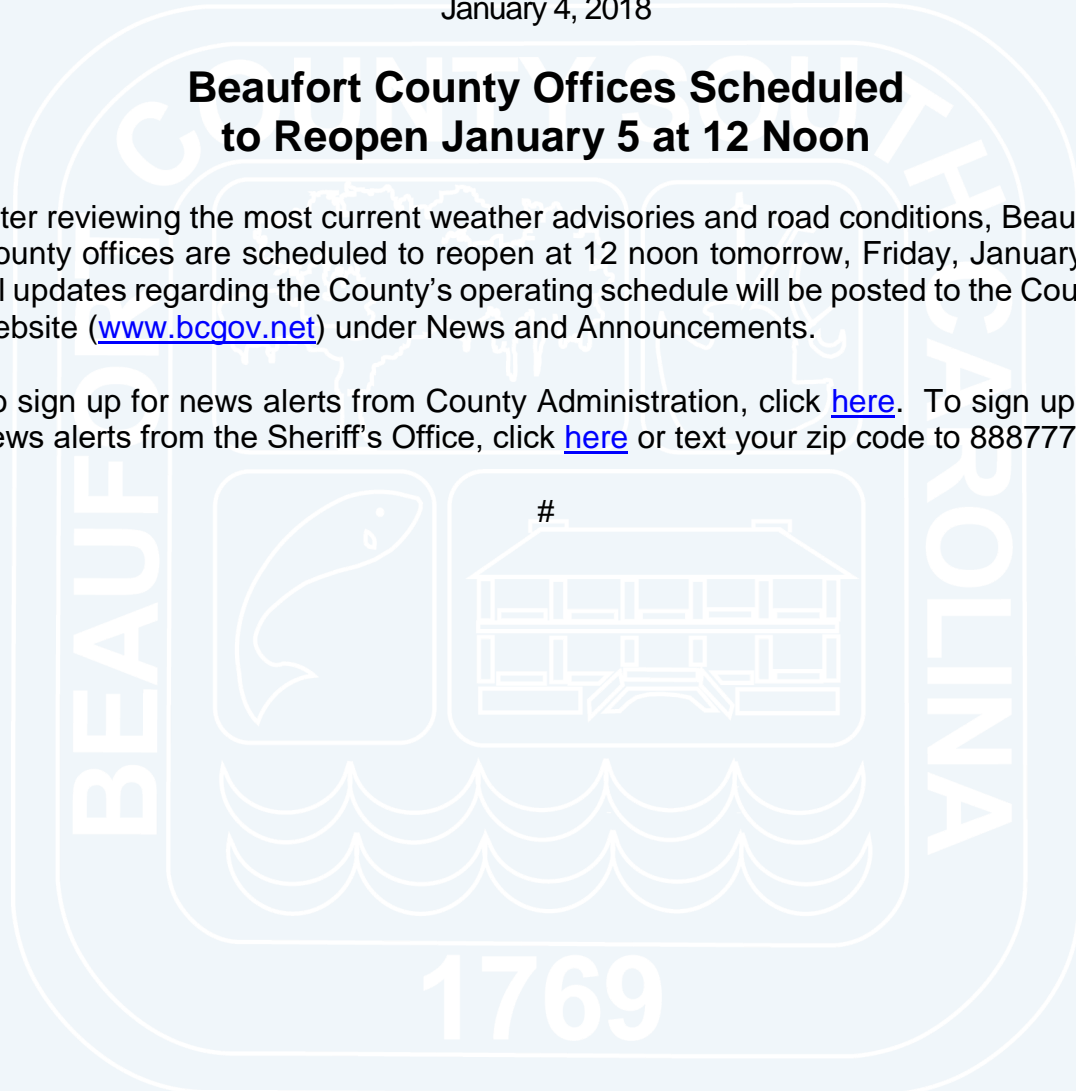 January 4, 2018
Beaufort County Offices Scheduled
to Reopen January 5 at 12 Noon
ter reviewing the most current weather advisories and road conditions, Beau
ounty offices are scheduled to reopen at 12 noon tomorrow, Friday, January
l updates regarding the County’s operating schedule will be posted to the Cou
ebsite (www.bcgov.net) under News and Announcements.
o sign up for news alerts from County Administration, click here. To sign up
ews alerts from the Sheriff’s Office, click here or text your zip code to 888777
#
BEAUFORT COUNTY SOUTH CAROLINA
1769